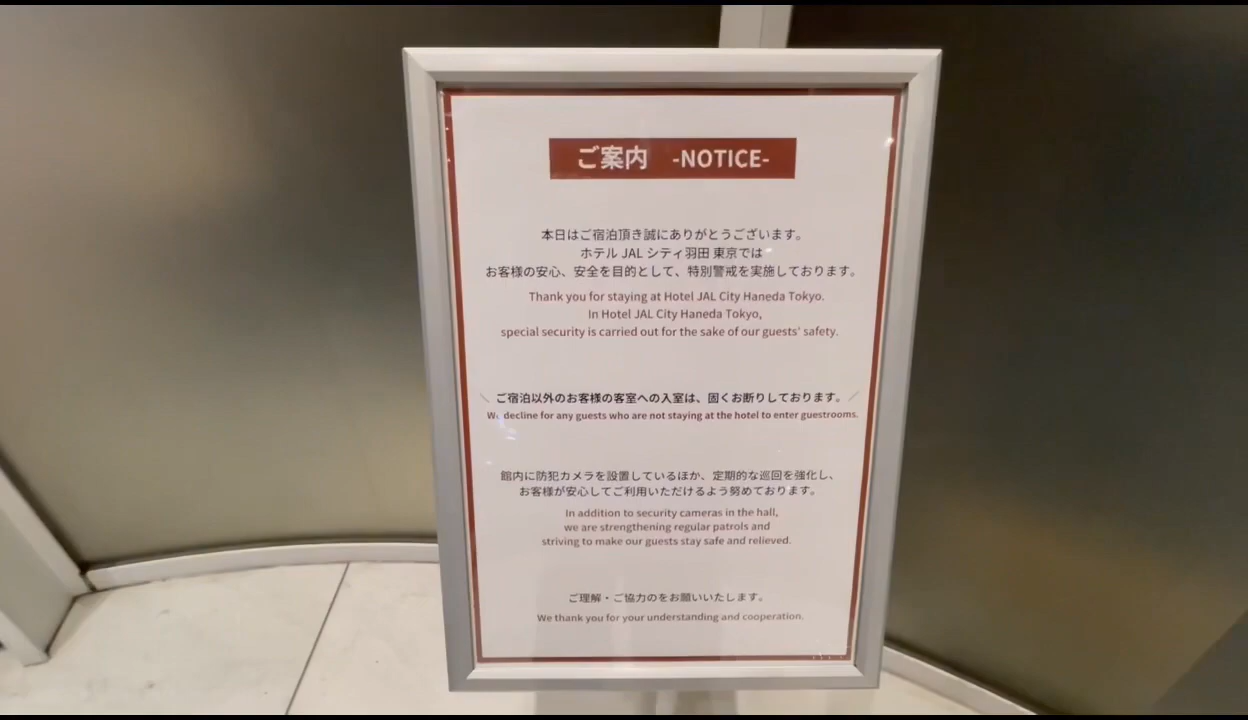 ご案内 -NOTICE-
本日はご宿泊頂き誠にありがとうございます。
ホテル JAL シティ羽田 東京では
お客様の安心、安全を目的として、特別警戒を実施しております。
Thank you for staying at Hotel JAL City Haneda Tokyo.
In Hotel JAL City Haneda Tokyo,
special security is carried out for the sake of our guests' safety.
＼ ご宿泊以外のお客様の客室への入室は、固くお断りしております。 ／
We decline for any guests who are not staying at the hotel to enter guestrooms.
館内に防犯カメラを設置しているほか、定期的な巡回を強化し、
お客様が安心してご利用いただけるよう努めております。
In addition to security cameras in the hall,
we are strengthening regular patrols and
striving to make our guests stay safe and relieved.
ご理解・ご協力のをお願いいたします。
We thank you for your understanding and cooperation.